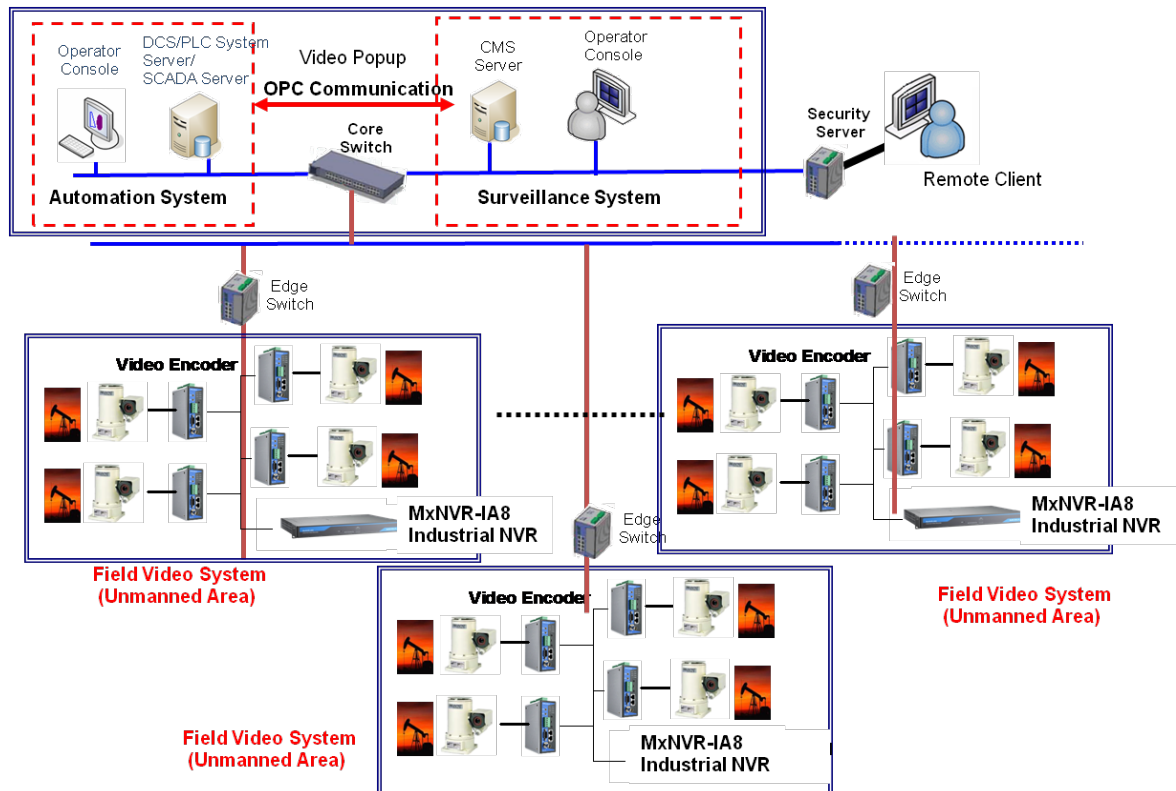 Operator
Console
DCS/PLC System
Server/
SCADA Server
Video Popup
OPC Communication
CMS
Server
Operator
Console
Core
Switch
Security
Server
Automation System
Surveillance System
Remote Client
Edge
Switch
Edge
Switch
Video Encoder
MxNVR-IA8
Industrial NVR
Field Video System
(Unmanned Area)
Video Encoder
MxNVR-IA8
Industrial NVR
Field Video System
(Unmanned Area)
Edge
Switch
Video Encoder
MxNVR-IA8
Industrial NVR
Field Video System
(Unmanned Area)